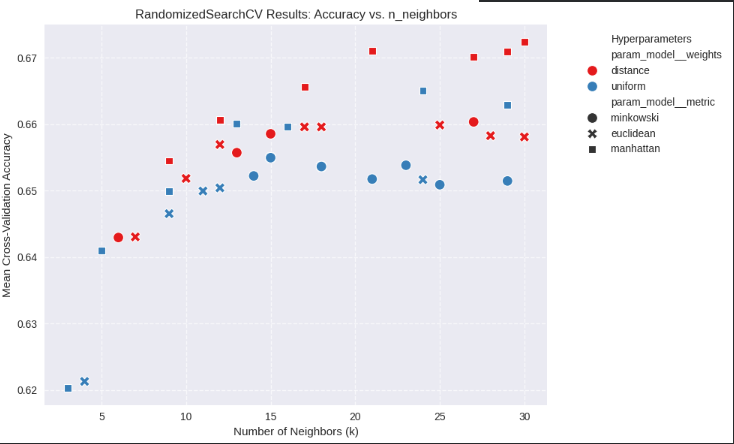 RandomizedSearchCV Results: Accuracy vs. n_neighbors
Mean Cross-Validation Accuracy
0.67
0.66
0.65
0.64
0.63
0.62
5 10 15 20 25 30
Number of Neighbors (k)
Hyperparameters
param_model__weights
distance
uniform
param_model__metric
minkowski
euclidean
manhattan